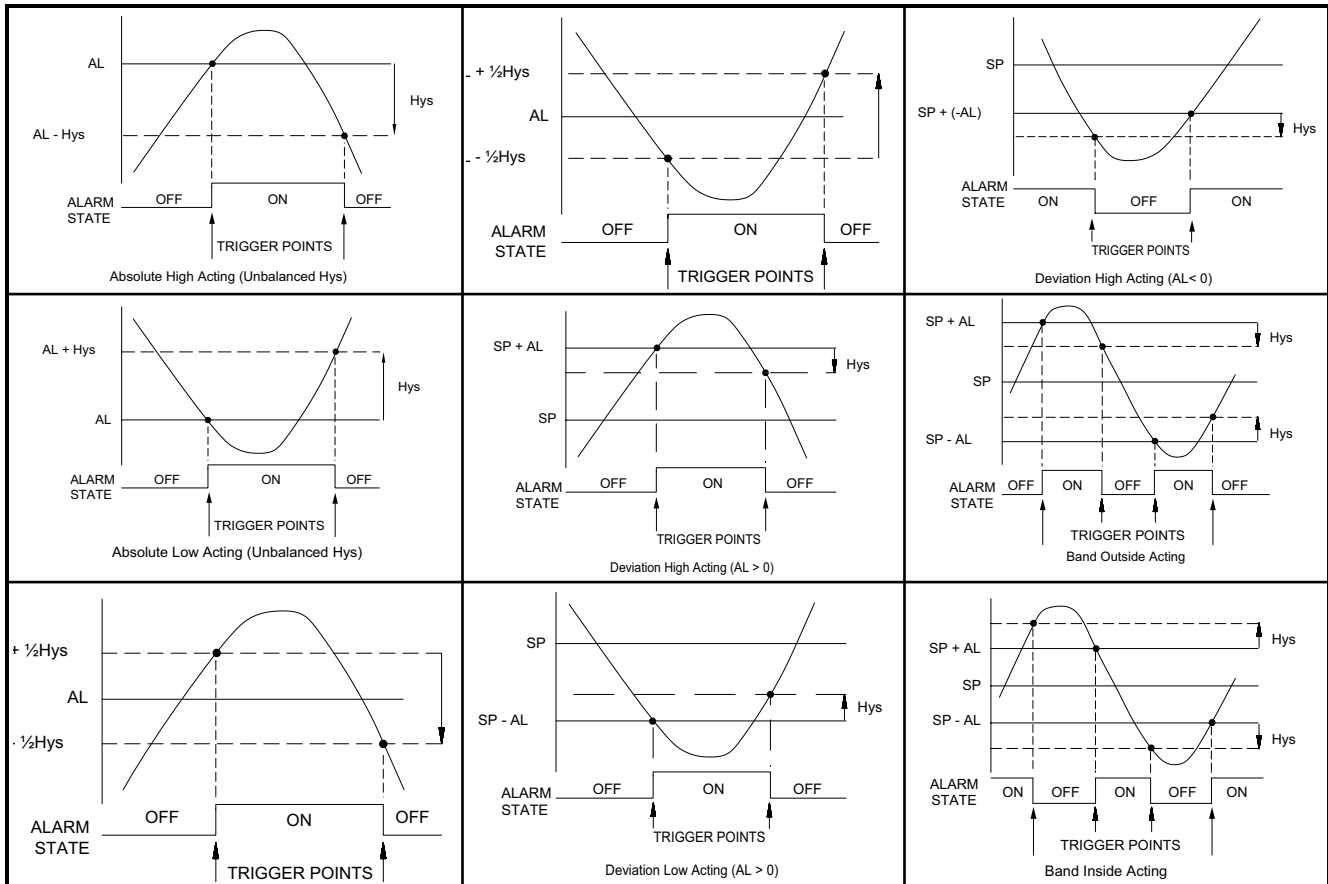 AL
Hys
AL - Hys
ALARM
STATE
OFF
ON
OFF
TRIGGER POINTS
Absolute High Acting (Unbalanced Hys)
+ ½Hys
AL
- ½Hys
ALARM
STATE
OFF
ON
OFF
TRIGGER POINTS
SP
SP + (-AL)
Hys
ALARM
STATE
ON
OFF
ON
TRIGGER POINTS
Deviation High Acting (AL< 0)
AL + Hys
Hys
AL
ALARM
STATE
OFF
ON
OFF
TRIGGER POINTS
Absolute Low Acting (Unbalanced Hys)
SP + AL
Hys
SP
ALARM
STATE
OFF
ON
OFF
TRIGGER POINTS
Deviation High Acting (AL > 0)
SP + AL
Hys
SP
SP - AL
Hys
ALARM
STATE
OFF
ON
OFF
ON
OFF
TRIGGER POINTS
Band Outside Acting
+ ½Hys
AL
- ½Hys
ALARM
STATE
OFF
ON
OFF
TRIGGER POINTS
SP
SP - AL
Hys
ALARM
STATE
OFF
ON
OFF
TRIGGER POINTS
Deviation Low Acting (AL > 0)
Hys
SP + AL
SP
SP - AL
Hys
ALARM
STATE
ON
OFF
ON
OFF
ON
TRIGGER POINTS
Band Inside Acting